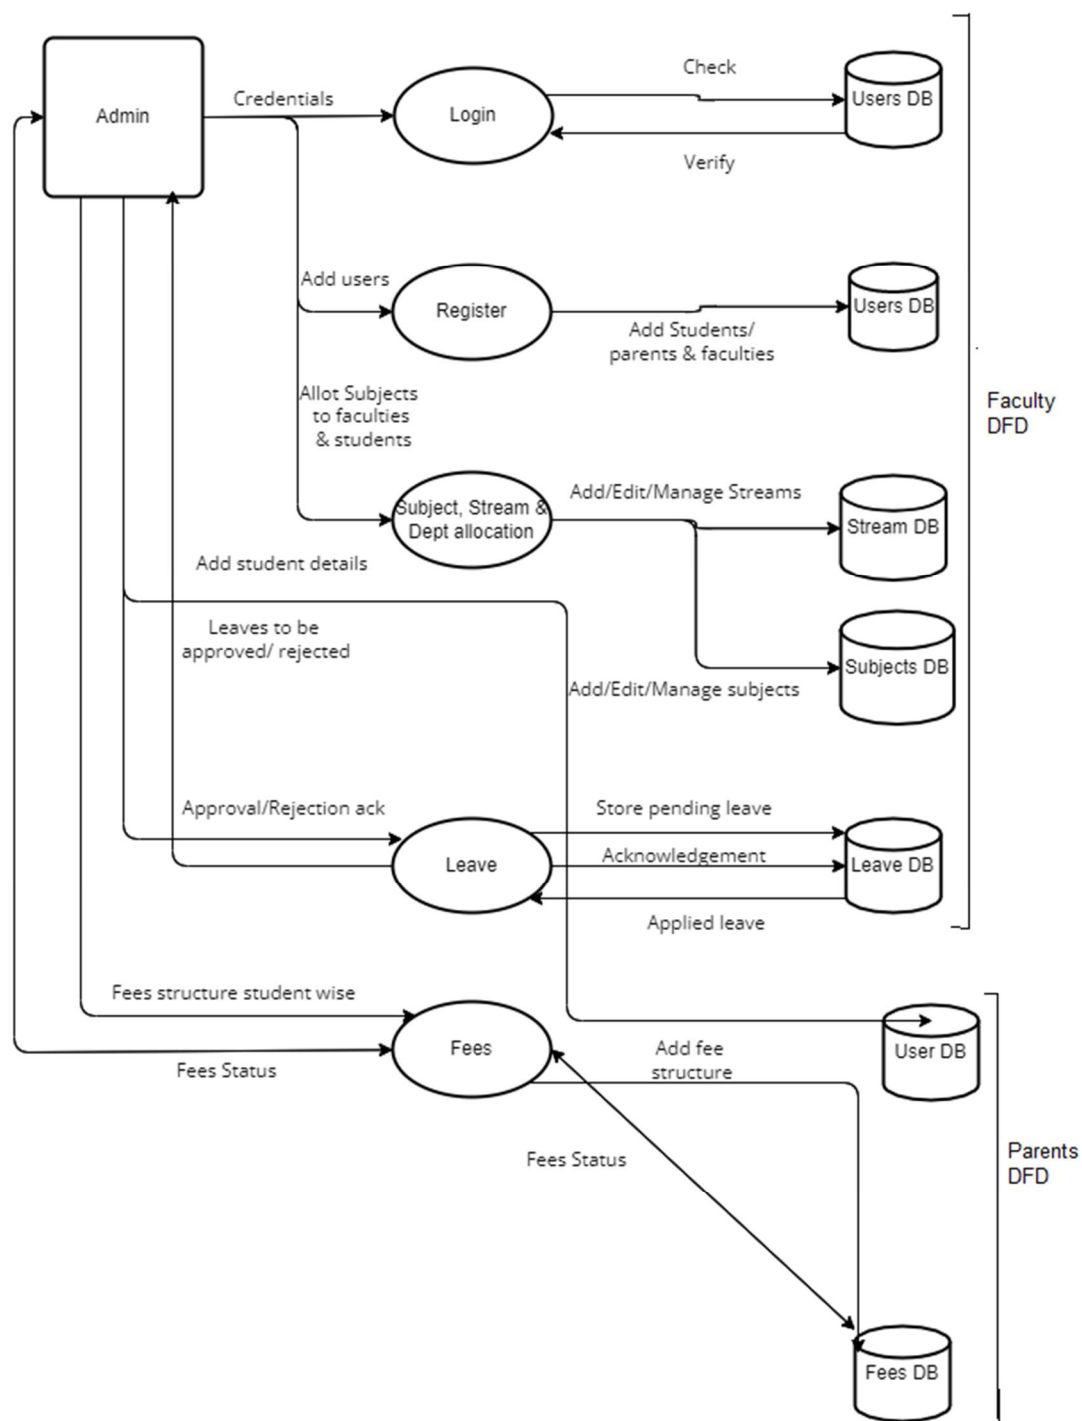 Admin
Credentials
Login
Check
Users DB
Verify
Add users
Register
Users DB
Add Students/
parents & faculties
Faculty
DFD
Allot Subjects
to faculties
& students
Subject, Stream &
Dept allocation
Add/Edit/Manage Streams
Stream DB
Add student details
Leaves to be
approved/ rejected
Subjects DB
Add/Edit/Manage subjects
Approval/Rejection ack
Store pending leave
Leave
Acknowledgement
Leave DB
Applied leave
Fees structure student wise
Fees
Fees Status
Add fee
structure
User DB
Fees Status
Parents
DFD
Fees DB